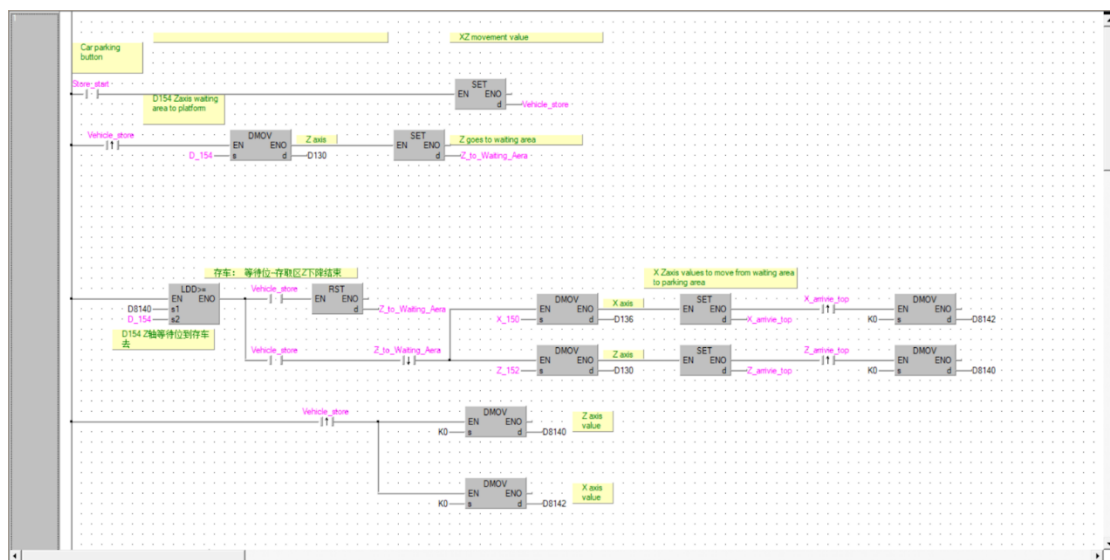 1
XZ movement value
Car parking
button
Store_start
SET
EN ENO
d
Vehicle_store
D154 Zaxis waiting
area to platform
Vehicle_store
DMOV
EN ENO
s d
D_154
D130
Z axis
SET
EN ENO
d
Z_to_Waiting_Aera
Z goes to waiting area
存车： 等待位-存取区Z下降结束
LDD>=
EN ENO
s1
s2
D8140
D_154
D154 Z轴等待位到存车
去
Vehicle_store
RST
EN ENO
d
Z_to_Waiting_Aera
X Zaxis values to move from waiting area
to parking area
DMOV
EN ENO
s d
X_150
D136
X axis
SET
EN ENO
d
X_arrivie_top
X_arrivie_top
DMOV
EN ENO
s d
K0
D8142
Vehicle_store
Z_to_Waiting_Aera
DMOV
EN ENO
s d
Z_152
D130
Z axis
SET
EN ENO
d
Z_arrivie_top
Z_arrivie_top
DMOV
EN ENO
s d
K0
D8140
Vehicle_store
DMOV
EN ENO
s d
K0
D8140
Z axis
value
DMOV
EN ENO
s d
K0
D8142
X axis
value